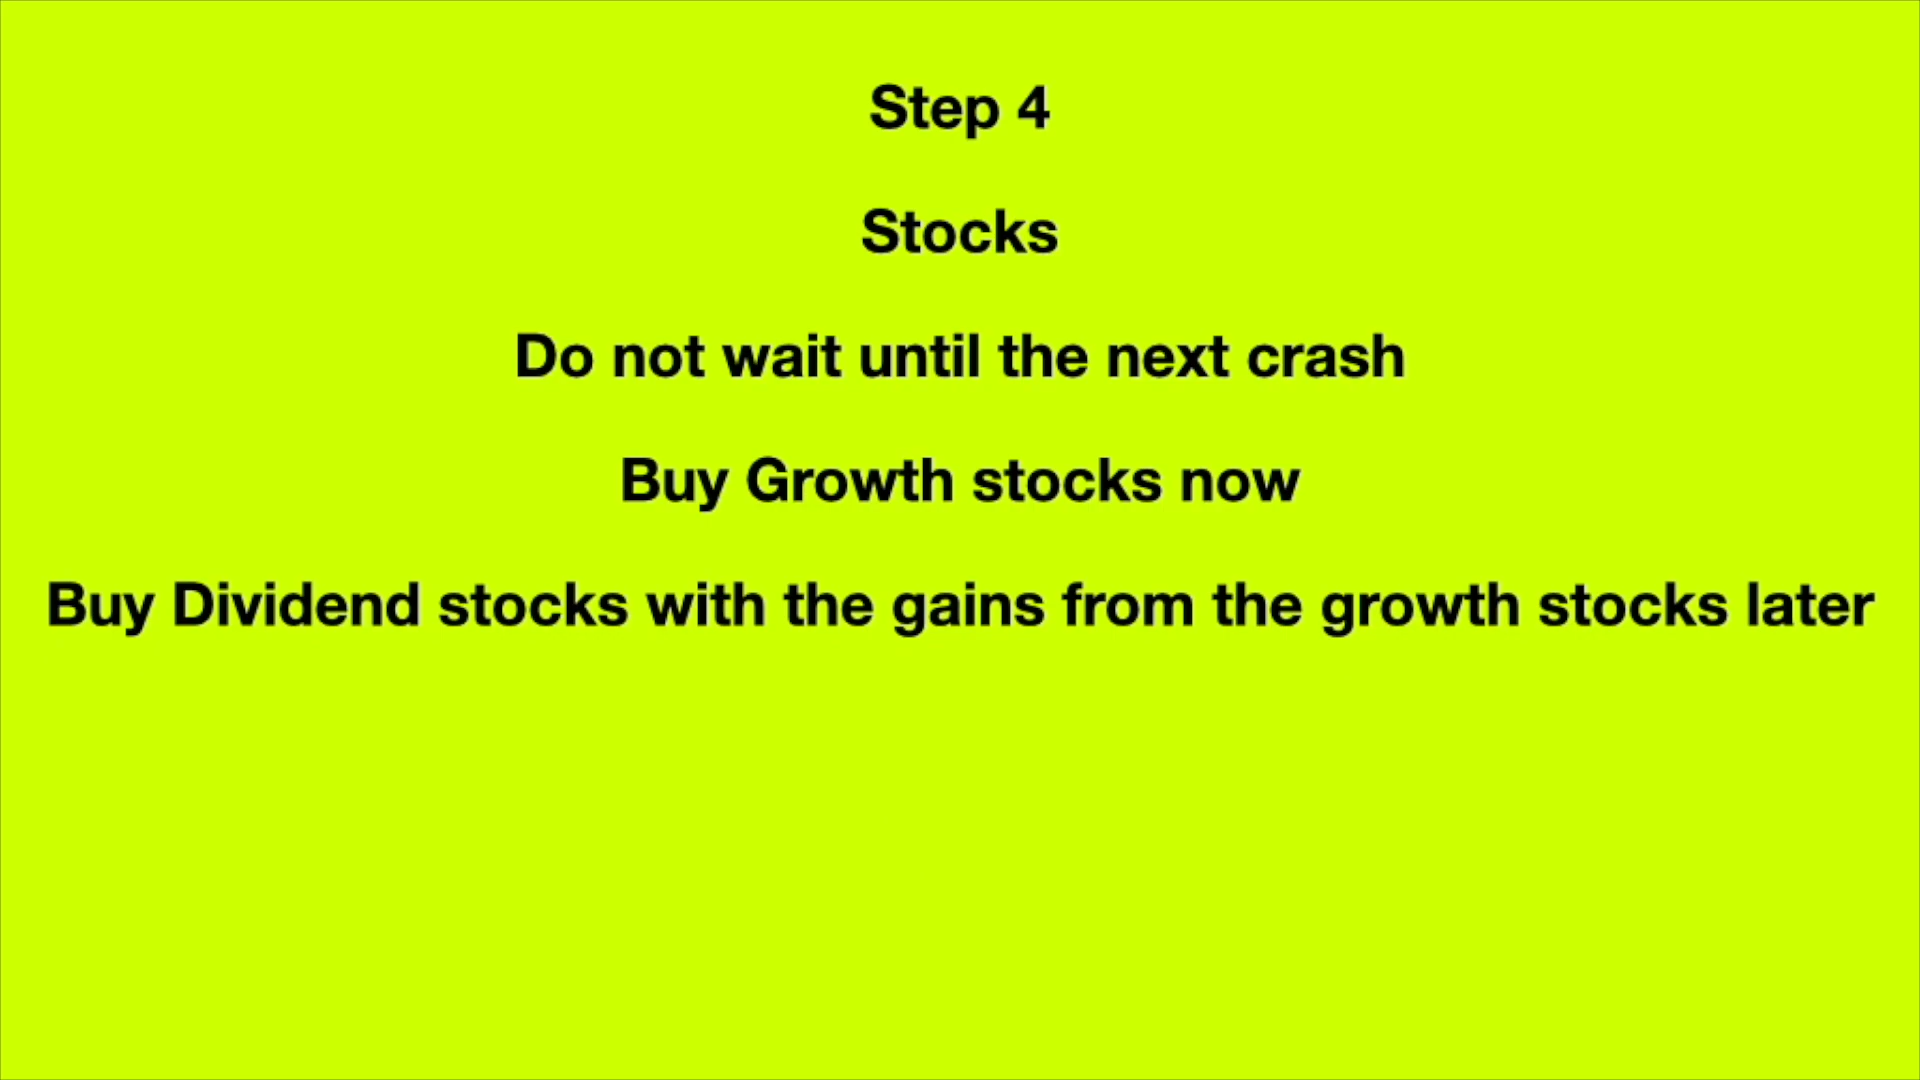 Step 4
Stocks
Do not wait until the next crash
Buy Growth stocks now
Buy Dividend stocks with the gains from the growth stocks later